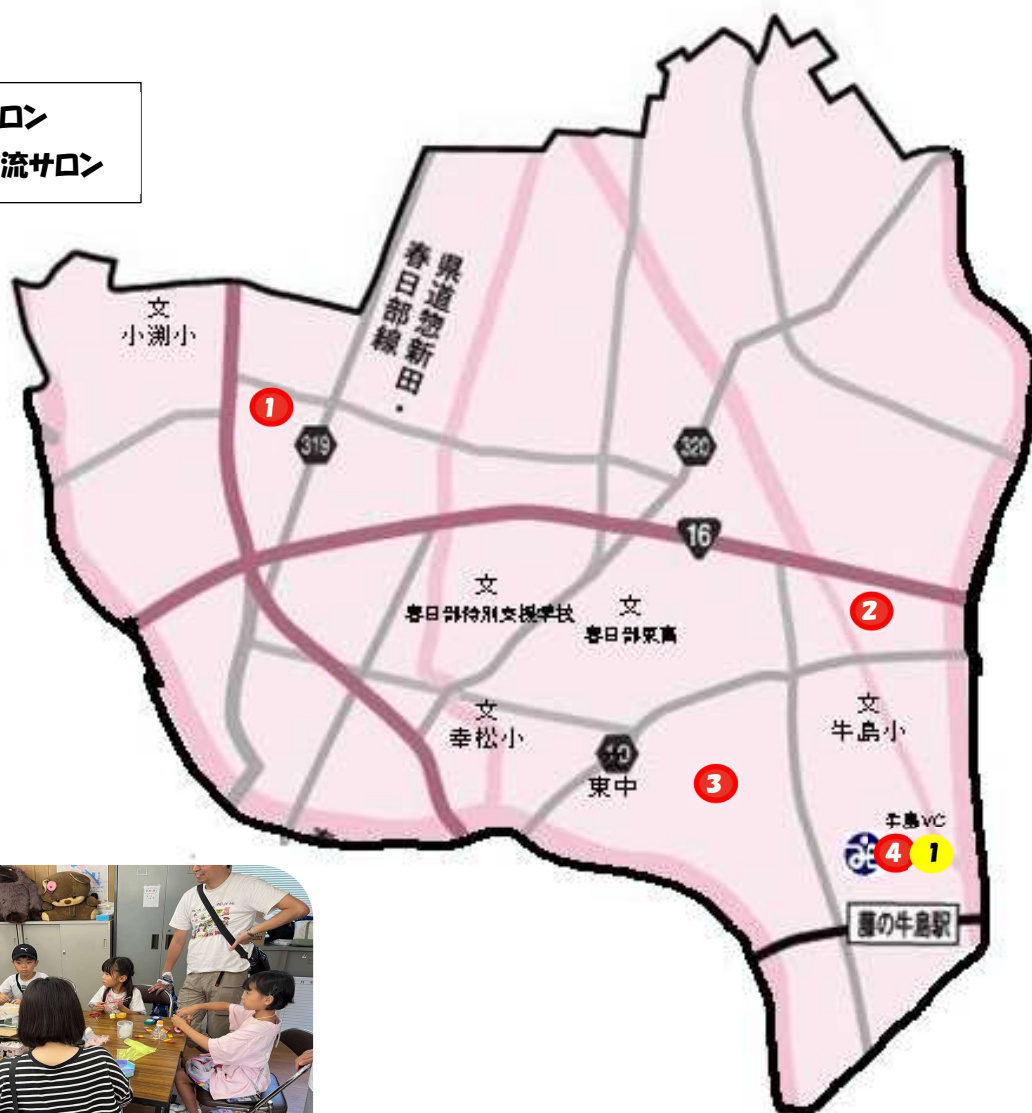 ロン
流サロン
文
小渕小
県道惣新田・
春日部線
1
319
320
16
文
春日部特別支援学校
文
春日部東高
2
文
幸松小
文
牛島小
東中
3
牛島VC
4
1
藤の牛島駅